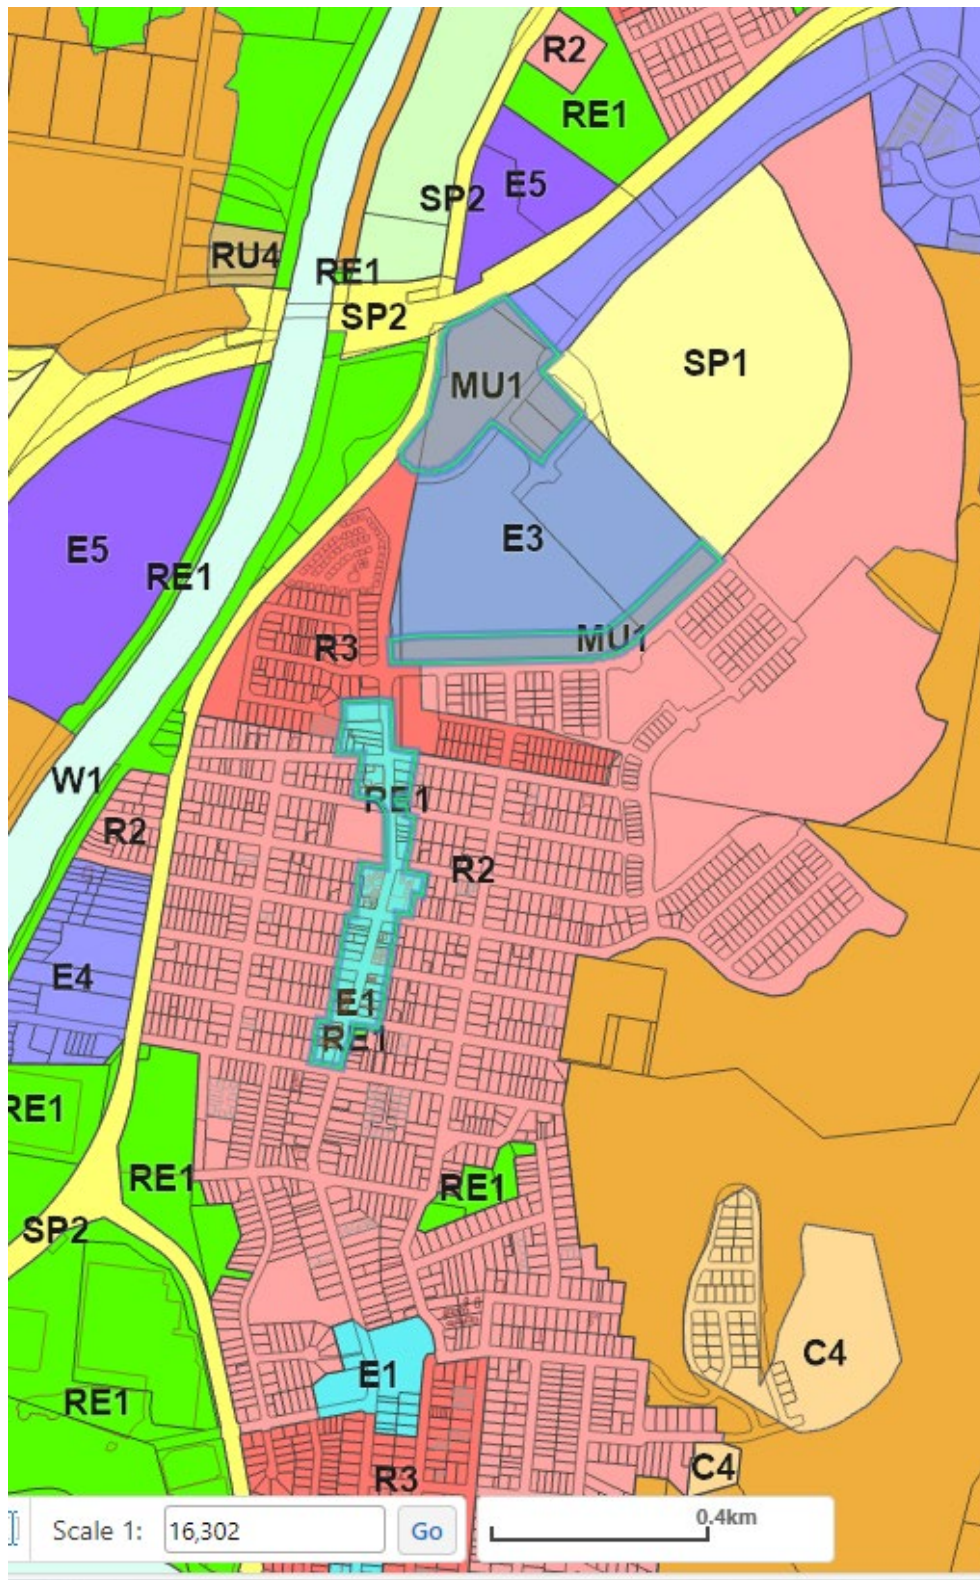 R2
RE1
E5
SP2
RU4
RE1
SP2
SP1
MU1
E3
E5
RE1
MU1
R3
W1
RE1
R2
R2
E4
E1
RE1
RE1
RE1
RE1
SP2
C4
E1
RE1
C4
R3
Scale 1: 16,302 Go 0.4km